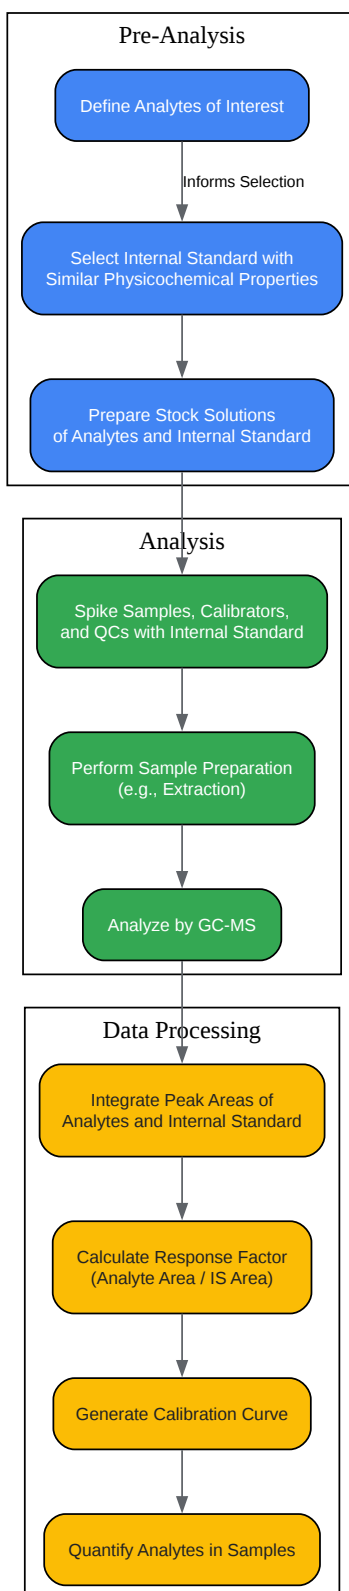 Pre-Analysis
Define Analytes of Interest
Informs Selection
Select Internal Standard with
Similar Physicochemical Properties
Prepare Stock Solutions
of Analytes and Internal Standard
Analysis
Spike Samples, Calibrators,
and QCs with Internal Standard
Perform Sample Preparation
(e.g., Extraction)
Analyze by GC-MS
Data Processing
Integrate Peak Areas of
Analytes and Internal Standard
Calculate Response Factor
(Analyte Area / IS Area)
Generate Calibration Curve
Quantify Analytes in Samples